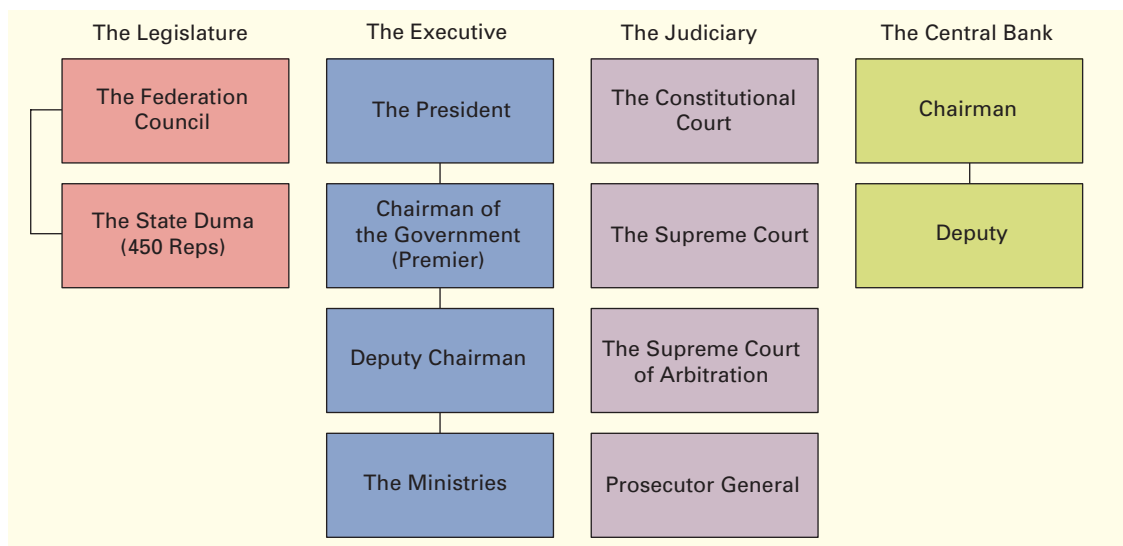 The Legislature
The Federation
Council
The State Duma
(450 Reps)
The Executive
The President
Chairman of
the Government
(Premier)
Deputy Chairman
The Ministries
The Judiciary
The Constitutional
Court
The Supreme Court
The Supreme Court
of Arbitration
Prosecutor General
The Central Bank
Chairman
Deputy